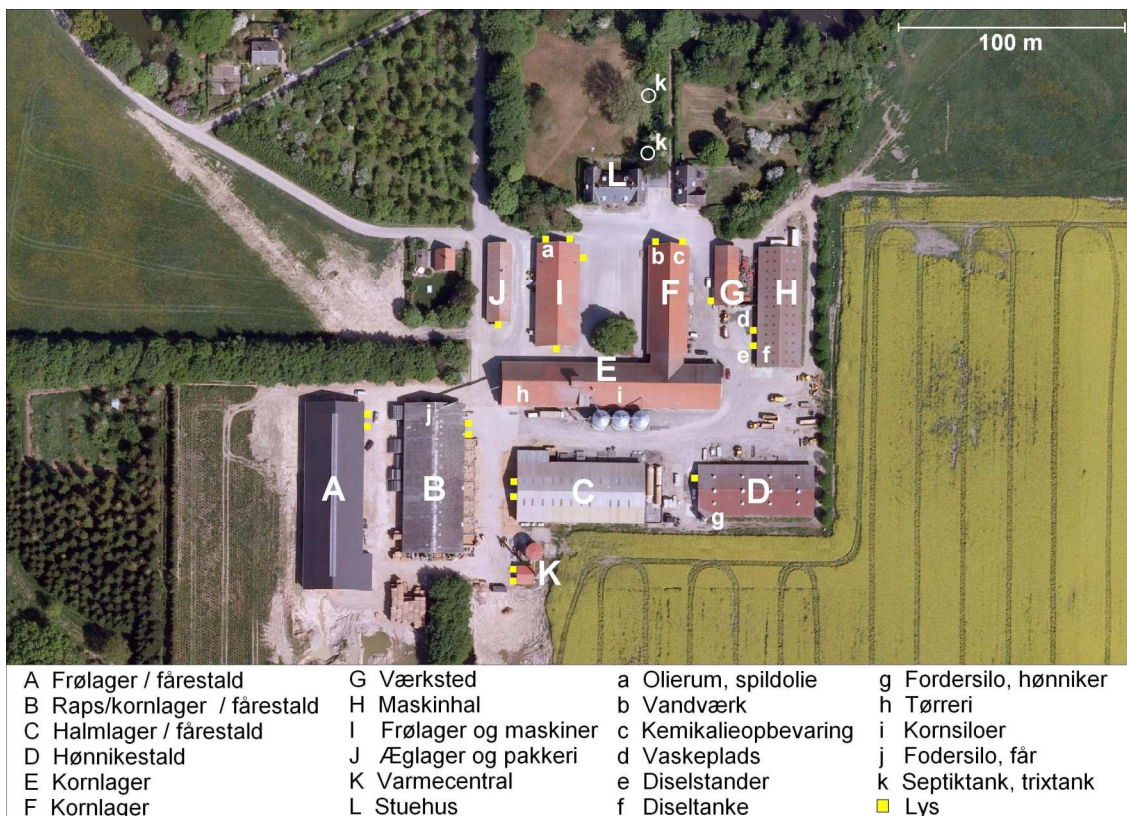 100 m
k
k
L
a
b c
J I F G H
d
E
e f
h i
j
A B C D
g
K
A Frølager / fårestald
B Raps/kornlager / fårestald
C Halmlager / fårestald
D Hønnikestald
E Kornlager
F Kornlager
G Værksted
H Maskinhal
I Frølager og maskiner
J Æglager og pakkeri
K Varmecentral
L Stuehus
a Olierum, spildolie
b Vandværk
c Kemikalieopbevaring
d Vaskeplads
e Diselstander
f Diseltanke
g Fordersilo, hønniker
h Tørreri
i Kornsiloer
j Fodersilo, får
k Septiktank, trixtank
Lys